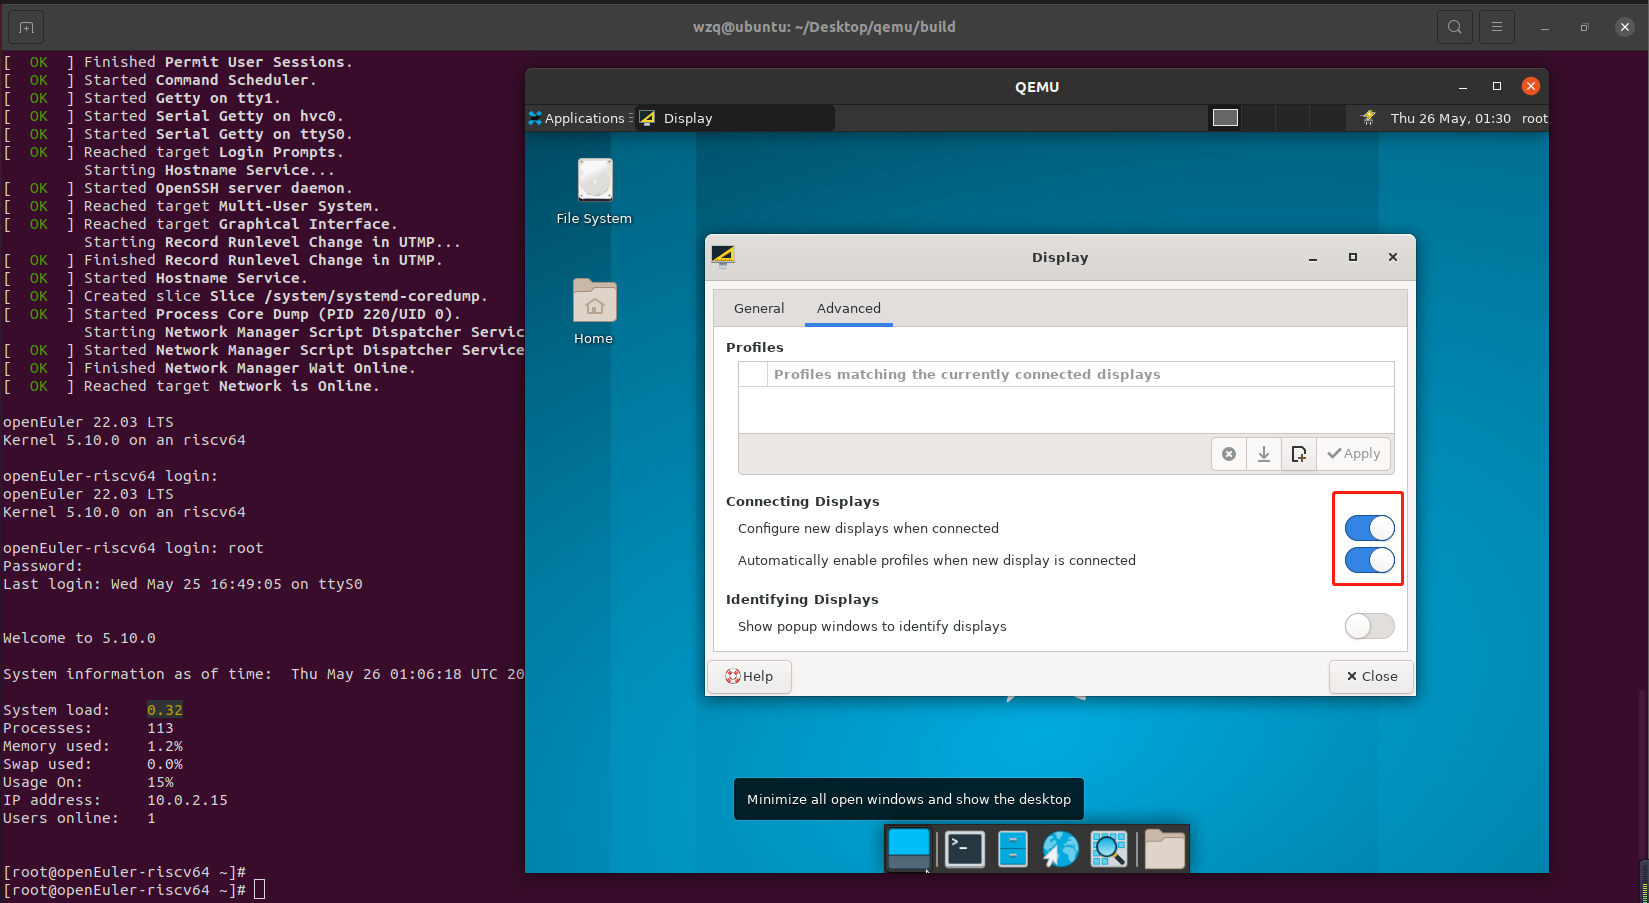 wzq@ubuntu: ~/Desktop/qemu/build
[  OK  ] Finished Permit User Sessions.
[  OK  ] Started Command Scheduler.
[  OK  ] Started Getty on tty1.
[  OK  ] Started Serial Getty on hvc0.
[  OK  ] Started Serial Getty on ttyS0.
[  OK  ] Reached target Login Prompts.
Starting Hostname Service...
[  OK  ] Started OpenSSH server daemon.
[  OK  ] Reached target Multi-User System.
[  OK  ] Reached target Graphical Interface.
Starting Record Runlevel Change in UTMP...
[  OK  ] Finished Record Runlevel Change in UTMP.
[  OK  ] Started Hostname Service.
[  OK  ] Created slice Slice /system/systemd-coredump.
[  OK  ] Started Process Core Dump (PID 220/UID 0).
Starting Network Manager Script Dispatcher Servic
[  OK  ] Started Network Manager Script Dispatcher Service
[  OK  ] Finished Network Manager Wait Online.
[  OK  ] Reached target Network is Online.
openEuler 22.03 LTS
Kernel 5.10.0 on an riscv64
openEuler-riscv64 login:
openEuler 22.03 LTS
Kernel 5.10.0 on an riscv64
openEuler-riscv64 login: root
Password:
Last login: Wed May 25 16:49:05 on ttyS0
Welcome to 5.10.0
System information as of time:  Thu May 26 01:06:18 UTC 20
System load:    0.32
Processes:      113
Memory used:    1.2%
Swap used:      0.0%
Usage On:       15%
IP address:     10.0.2.15
Users online:   1
[root@openEuler-riscv64 ~]#
[root@openEuler-riscv64 ~]#
QEMU
Applications
Display
Thu 26 May, 01:30
root
File System
Home
Display
General
Advanced
Profiles
Profiles matching the currently connected displays
Apply
Connecting Displays
Configure new displays when connected
Automatically enable profiles when new display is connected
Identifying Displays
Show popup windows to identify displays
Help
Close
Minimize all open windows and show the desktop